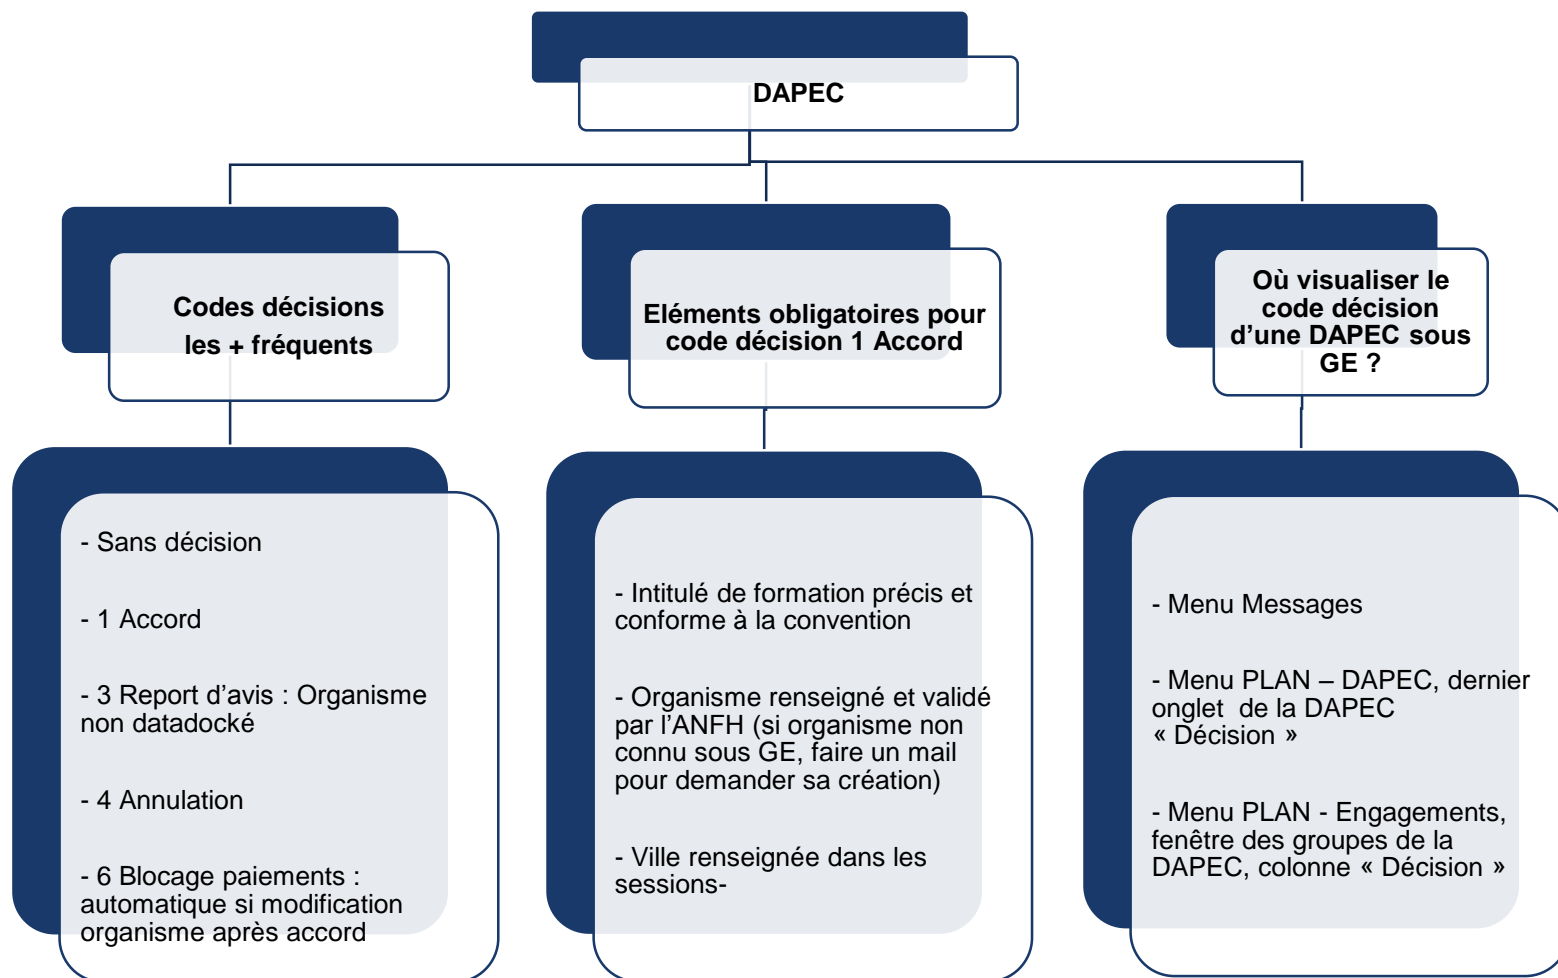 DAPEC
Codes décisions
les + fréquents
Eléments obligatoires pour
code décision 1 Accord
Où visualiser le
code décision
d’une DAPEC sous
GE ?
- Sans décision
- 1 Accord
- 3 Report d’avis : Organisme
non datadocké
- 4 Annulation
- 6 Blocage paiements :
automatique si modification
organisme après accord
- Intitulé de formation précis et
conforme à la convention
- Organisme renseigné et validé
par l’ANFH (si organisme non
connu sous GE, faire un mail
pour demander sa création)
- Ville renseignée dans les
sessions-
- Menu Messages
- Menu PLAN – DAPEC, dernier
onglet  de la DAPEC
« Décision »
- Menu PLAN - Engagements,
fenêtre des groupes de la
DAPEC, colonne « Décision »